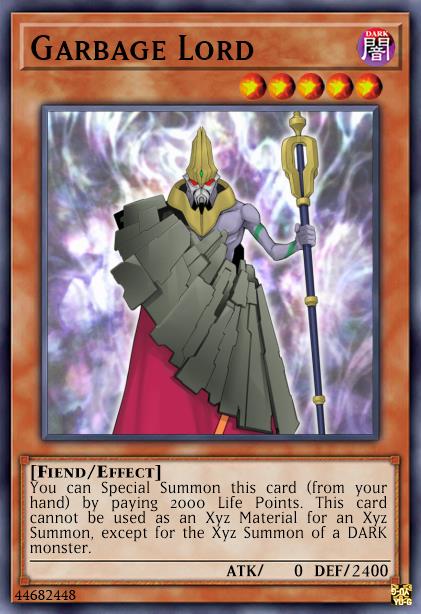 GARBAGE LORD
DARK
闇
[FIEND/EFFECT]
You can Special Summon this card (from your
hand) by paying 2000 Life Points. This card
cannot be used as an Xyz Material for an Xyz
Summon, except for the Xyz Summon of a DARK
monster.
ATK/ 0 DEF/2400
44682448